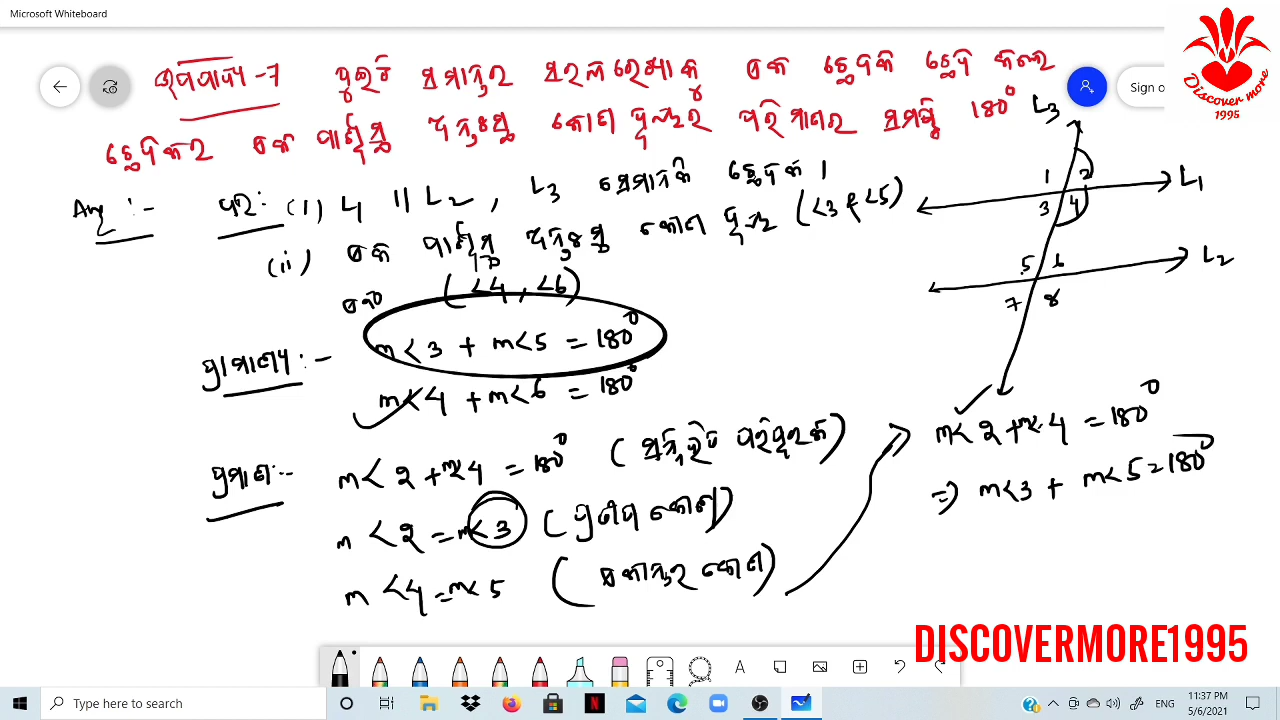 Microsoft Whiteboard
ଉପପାଦ୍ୟ -7 ଦୁଇଟି ସମାନ୍ତର ସରଳ ରେଖାକୁ ଏକ ଛେଦକ ଛେଦ କଲେ
ଛେଦକର ଏକ ପାର୍ଶ୍ୱସ୍ଥ ଅନ୍ତଃସ୍ଥ କୋଣ ଦ୍ୱୟର ପରିମାଣର ସମଷ୍ଟି 180°
Ans :- ଦତ୍ତ: (i) L1 || L2 , L3 ସେମାନଙ୍କ ଛେଦକ ।
(ii) ଏକ ପାର୍ଶ୍ୱସ୍ଥ ଅନ୍ତଃସ୍ଥ କୋଣ ଦ୍ୱୟ (<3 ଓ <5)
ଏବଂ (<4 , <6)
ପ୍ରାମାଣ୍ୟ :- m<3 + m<5 = 180°
m<4 + m<6 = 180°
ପ୍ରମାଣ:- m<2 + m<4 = 180° (ସନ୍ନିହିତ ପରିପୂରକ)
m<2 = m<3 (ପ୍ରତୀପ କୋଣ)
m<4 = m<5 (ଏକାନ୍ତର କୋଣ)
m<2 + m<4 = 180°
=> m<3 + m<5 = 180°
L3
1 2 L1
3 4
5 6 L2
7 8
Sign o
Discover more
1995
DISCOVERMORE1995
Type here to search
ENG
11:37 PM
5/6/2021